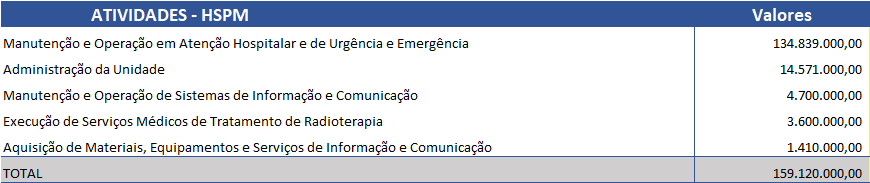 ATIVIDADES - HSPM Valores
Manutenção e Operação em Atenção Hospitalar e de Urgência e Emergência 134.839.000,00
Administração da Unidade 14.571.000,00
Manutenção e Operação de Sistemas de Informação e Comunicação 4.700.000,00
Execução de Serviços Médicos de Tratamento de Radioterapia 3.600.000,00
Aquisição de Materiais, Equipamentos e Serviços de Informação e Comunicação 1.410.000,00
TOTAL 159.120.000,00